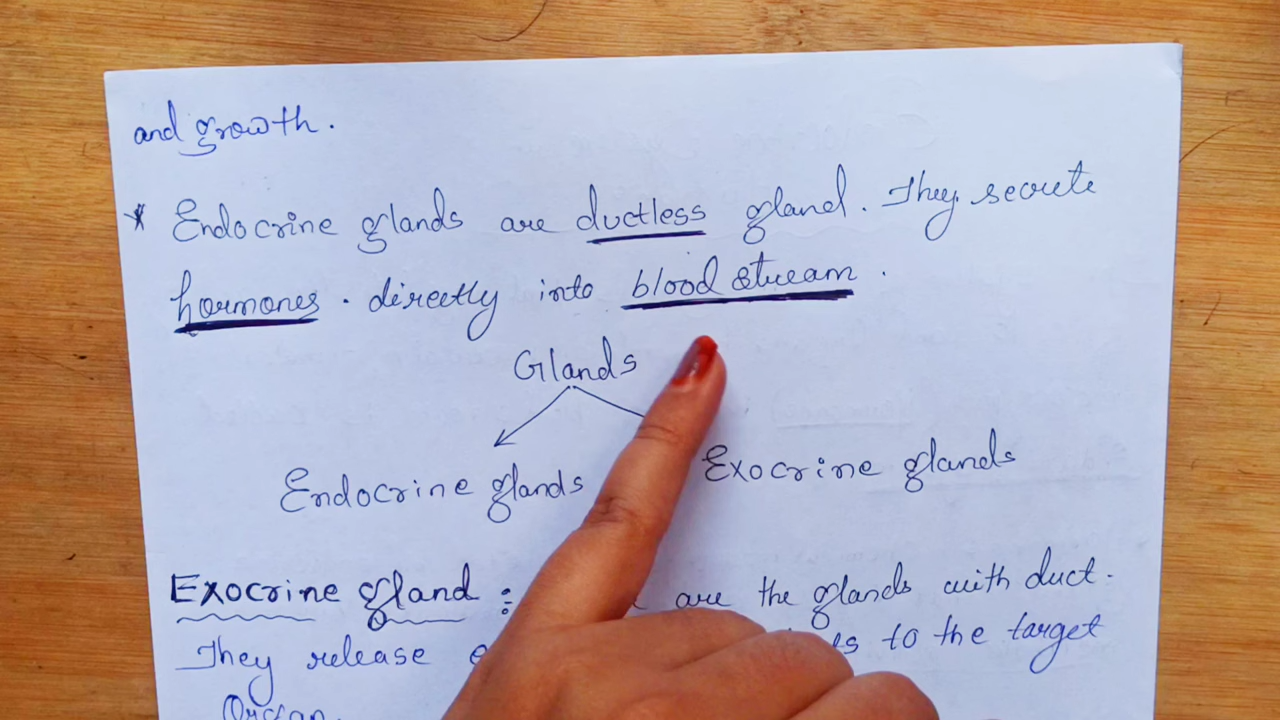 and growth.
* Endocrine glands are ductless gland. They secrete
hormones. directly into blood stream.
Glands
Endocrine glands Exocrine glands
Exocrine gland : are the glands with duct.
They release to the target
Organ.